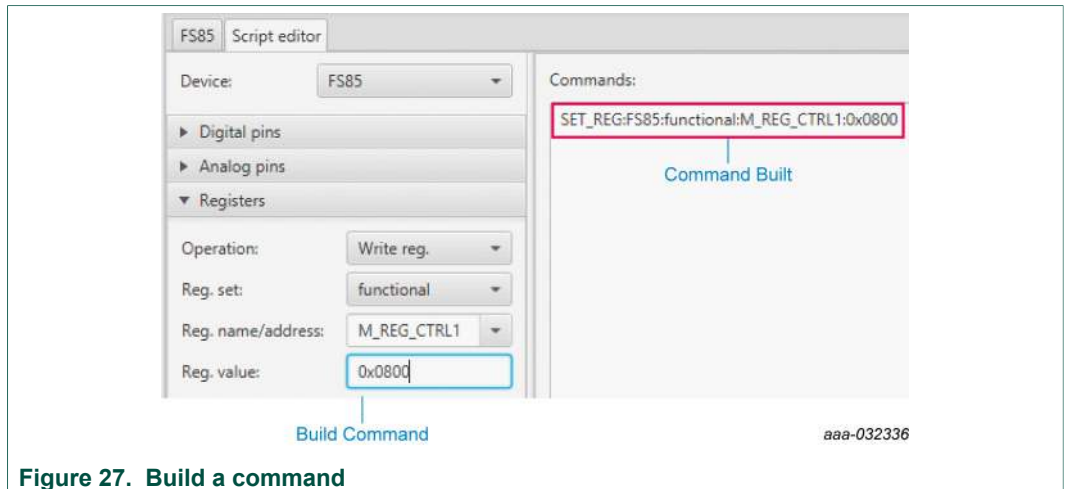 FS85 Script editor
Device: FS85
Digital pins
Analog pins
Registers
Operation: Write reg.
Reg. set: functional
Reg. name/address: M_REG_CTRL1
Reg. value: 0x0800
Build Command
Commands:
SET_REG:FS85:functional:M_REG_CTRL1:0x0800
Command Built
aaa-032336
Figure 27. Build a command